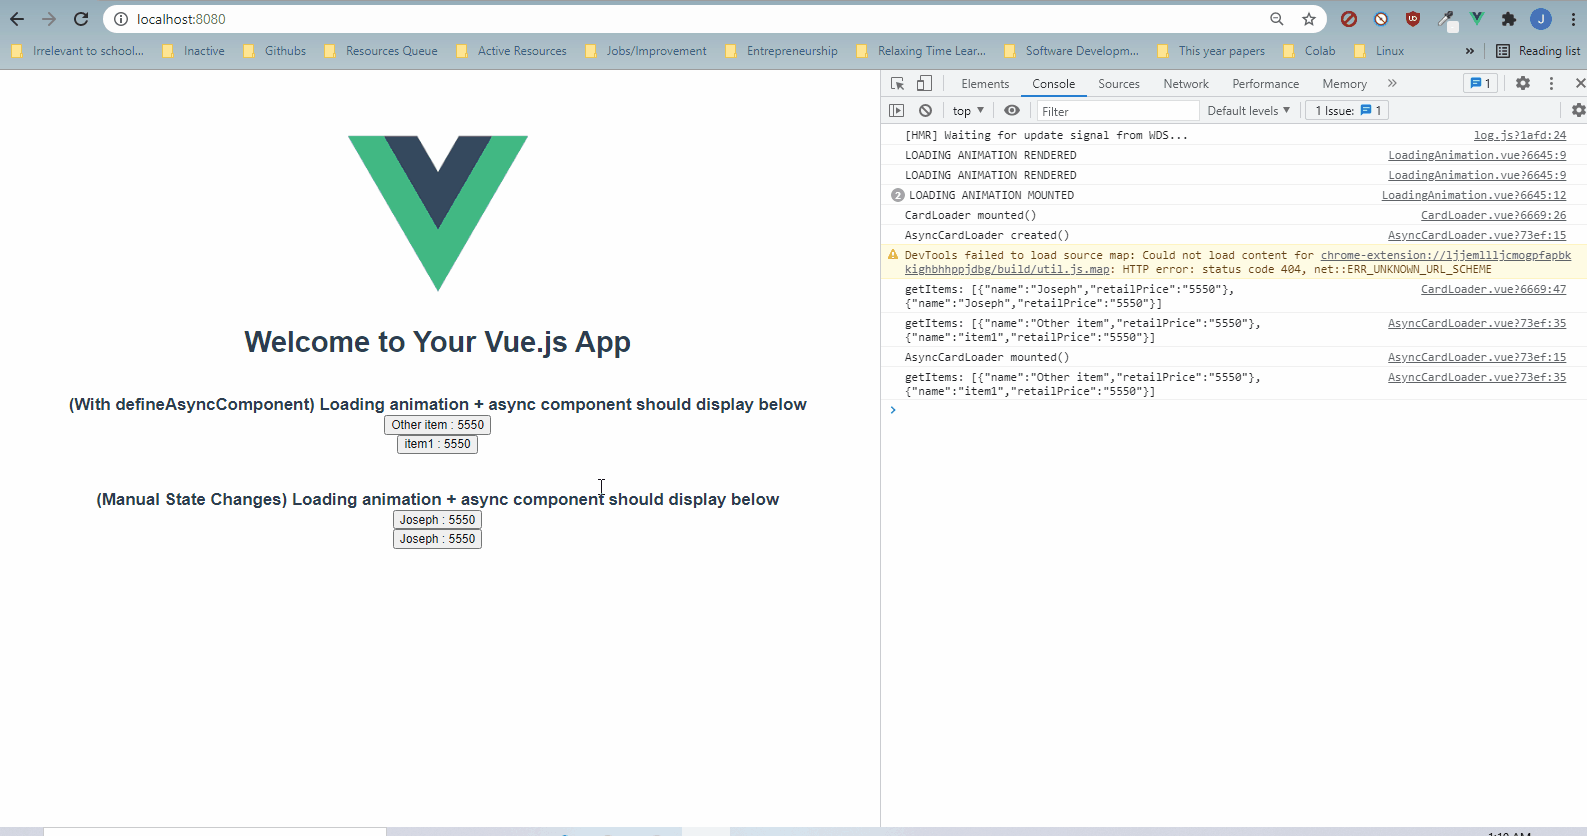 localhost:8080
J
Irrelevant to school... Inactive Githubs Resources Queue Active Resources Jobs/Improvement Entrepreneurship Relaxing Time Lear... Software Developm... This year papers Colab Linux » Reading list
Elements Console Sources Network Performance Memory » 1
top ▼ Filter Default levels ▼ 1 Issue: 1
[HMR] Waiting for update signal from WDS... log.js?1afd:24
LOADING ANIMATION RENDERED LoadingAnimation.vue?6645:9
LOADING ANIMATION RENDERED LoadingAnimation.vue?6645:9
2 LOADING ANIMATION MOUNTED LoadingAnimation.vue?6645:12
CardLoader mounted() CardLoader.vue?6669:26
AsyncCardLoader created() AsyncCardLoader.vue?73ef:15
DevTools failed to load source map: Could not load content for chrome-extension://ljjemllljcmogpfapbk
kighbhhppjdbg/build/util.js.map: HTTP error: status code 404, net::ERR_UNKNOWN_URL_SCHEME
getItems: [{"name":"Joseph","retailPrice":"5550"}, CardLoader.vue?6669:47
{"name":"Joseph","retailPrice":"5550"}]
getItems: [{"name":"Other item","retailPrice":"5550"}, AsyncCardLoader.vue?73ef:35
{"name":"item1","retailPrice":"5550"}]
AsyncCardLoader mounted() AsyncCardLoader.vue?73ef:15
getItems: [{"name":"Other item","retailPrice":"5550"}, AsyncCardLoader.vue?73ef:35
{"name":"item1","retailPrice":"5550"}]
Welcome to Your Vue.js App
(With defineAsyncComponent) Loading animation + async component should display below
Other item : 5550
item1 : 5550
(Manual State Changes) Loading animation + async component should display below
Joseph : 5550
Joseph : 5550